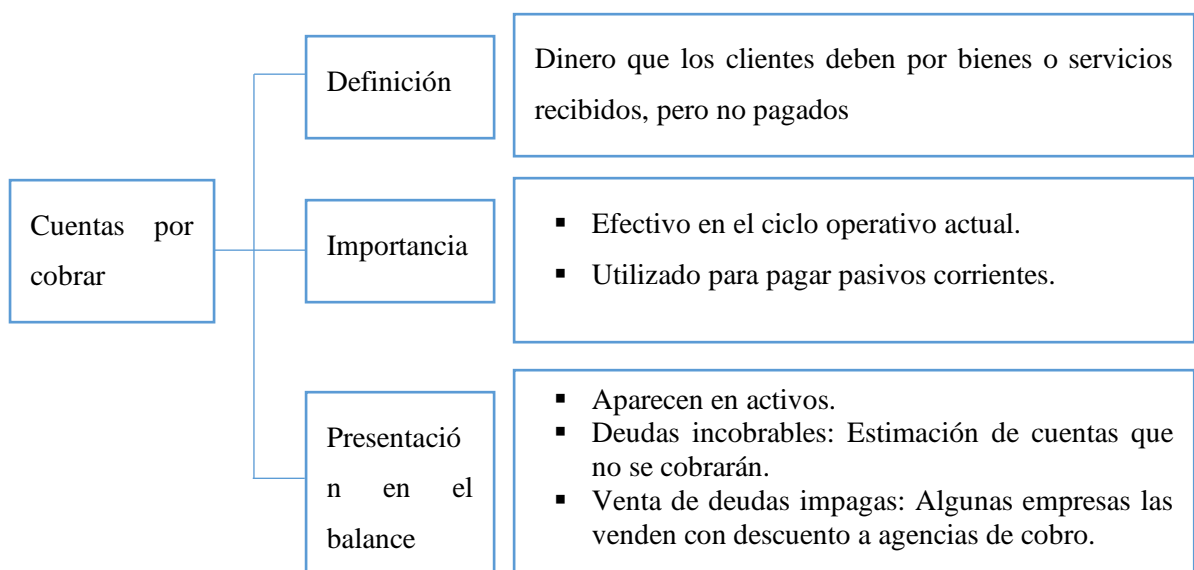 Cuentas por
cobrar
Definición
Dinero que los clientes deben por bienes o servicios
recibidos, pero no pagados
Importancia
▪ Efectivo en el ciclo operativo actual.
▪ Utilizado para pagar pasivos corrientes.
Presentació
n en el
balance
▪ Aparecen en activos.
▪ Deudas incobrables: Estimación de cuentas que
no se cobrarán.
▪ Venta de deudas impagas: Algunas empresas las
venden con descuento a agencias de cobro.